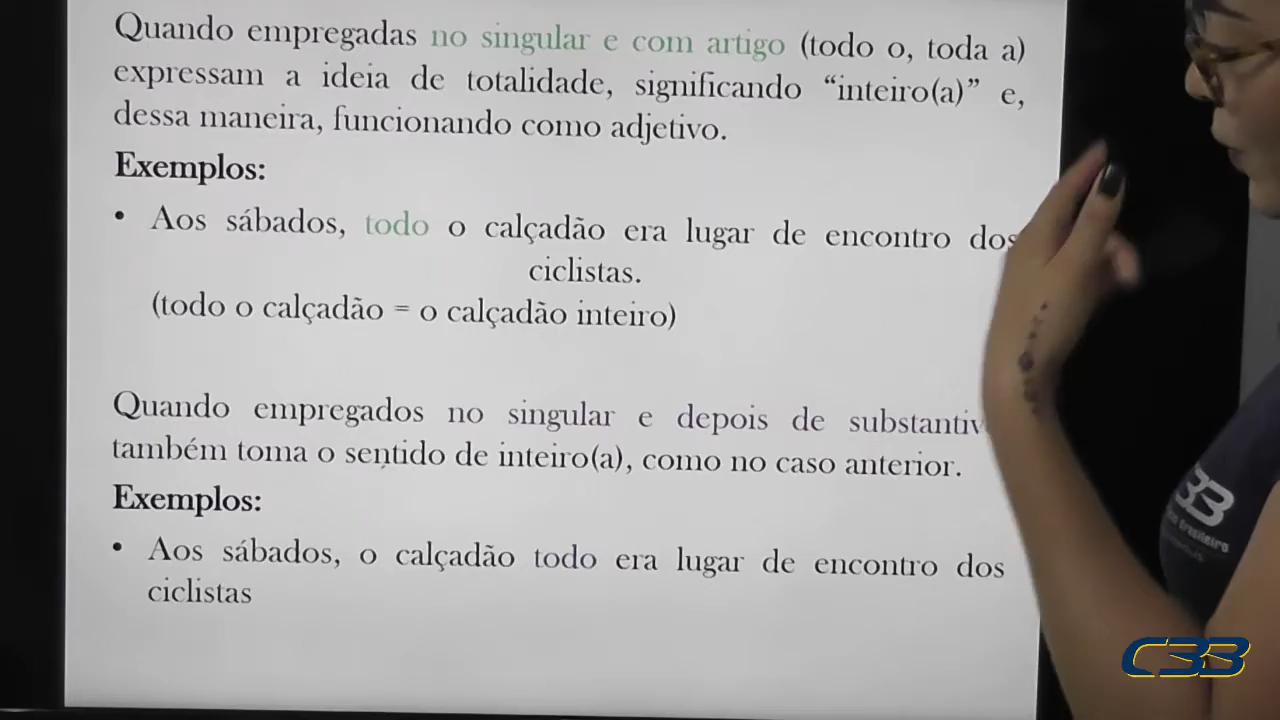 Quando empregadas no singular e com artigo (todo o, toda a)
expressam a ideia de totalidade, significando “inteiro(a)” e,
dessa maneira, funcionando como adjetivo.
Exemplos:
• Aos sábados, todo o calçadão era lugar de encontro dos
ciclistas.
(todo o calçadão = o calçadão inteiro)
Quando empregados no singular e depois de
também toma o sentido de inteiro(a), como no caso anterior.
Exemplos:
• Aos sábados, o calçadão todo era lugar de encontro dos
ciclistas
C33